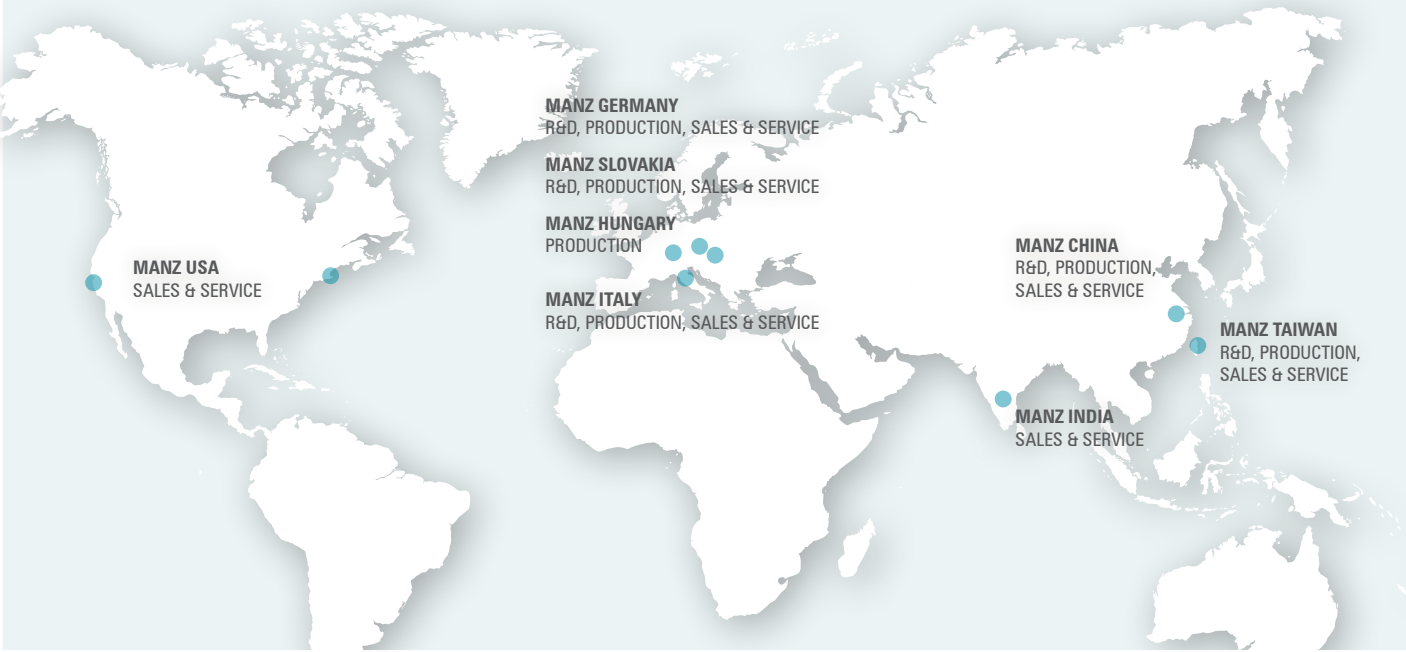 MANZ GERMANY
R&D, PRODUCTION, SALES & SERVICE
MANZ SLOVAKIA
R&D, PRODUCTION, SALES & SERVICE
MANZ HUNGARY
PRODUCTION
MANZ ITALY
R&D, PRODUCTION, SALES & SERVICE
MANZ USA
SALES & SERVICE
MANZ CHINA
R&D, PRODUCTION,
SALES & SERVICE
MANZ TAIWAN
R&D, PRODUCTION,
SALES & SERVICE
MANZ INDIA
SALES & SERVICE